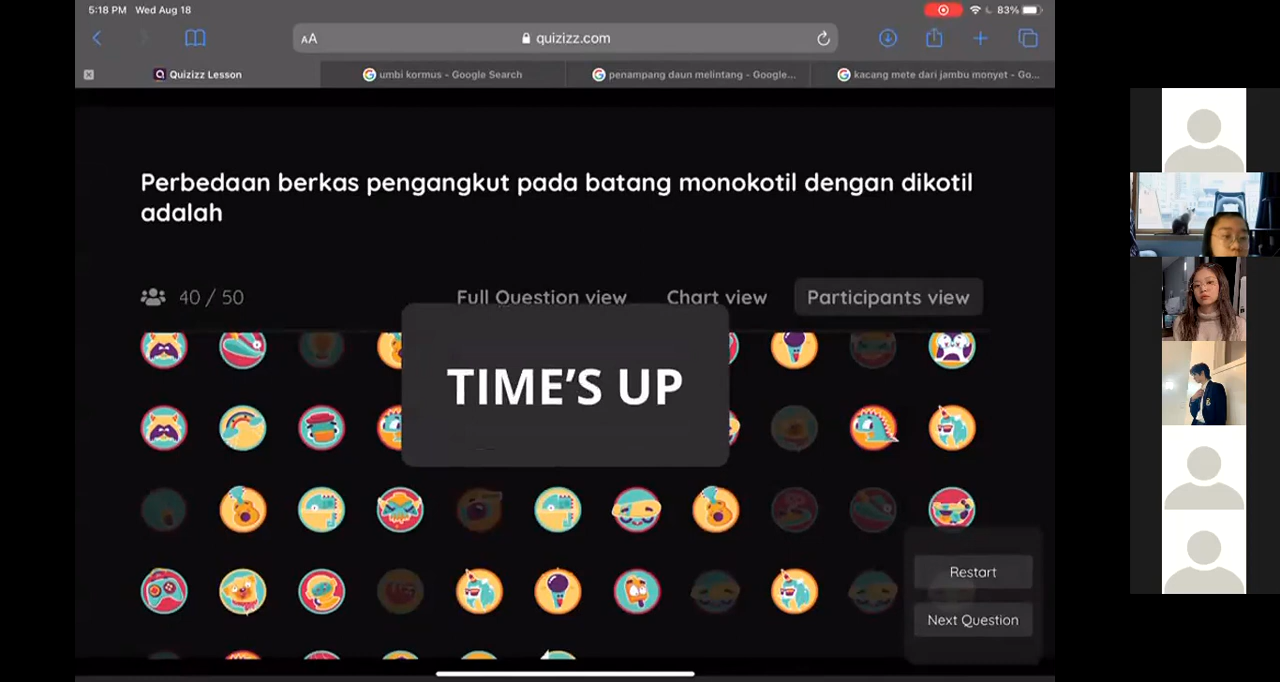 5:18 PM Wed Aug 18
83%
AA
quizizz.com
Quizizz Lesson
umbi kormus - Google Search
penampang daun melintang - Google...
kacang mete dari jambu monyet - Go...
Perbedaan berkas pengangkut pada batang monokotil dengan dikotil
adalah
40 / 50
Full Question view
Chart view
Participants view
TIME'S UP
Restart
Next Question